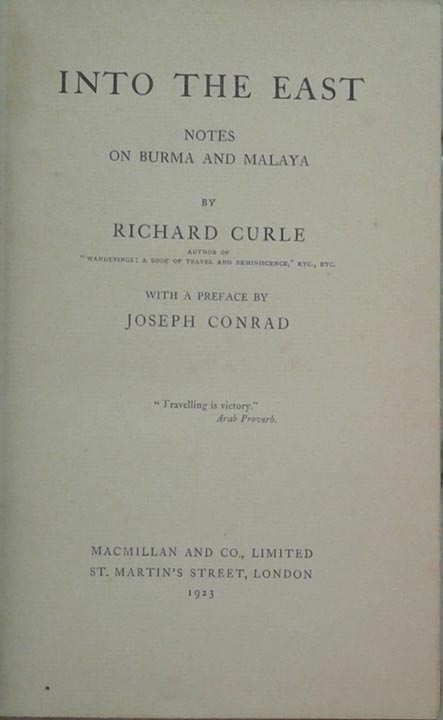 INTO THE EAST
NOTES
ON BURMA AND MALAYA
BY
RICHARD CURLE
AUTHOR OF
"WANDERINGS: A BOOK OF TRAVEL AND REMINISCENCE," ETC., ETC.
WITH A PREFACE BY
JOSEPH CONRAD
"Travelling is victory."
Arab Proverb.
MACMILLAN AND CO., LIMITED
ST. MARTIN'S STREET, LONDON
1923